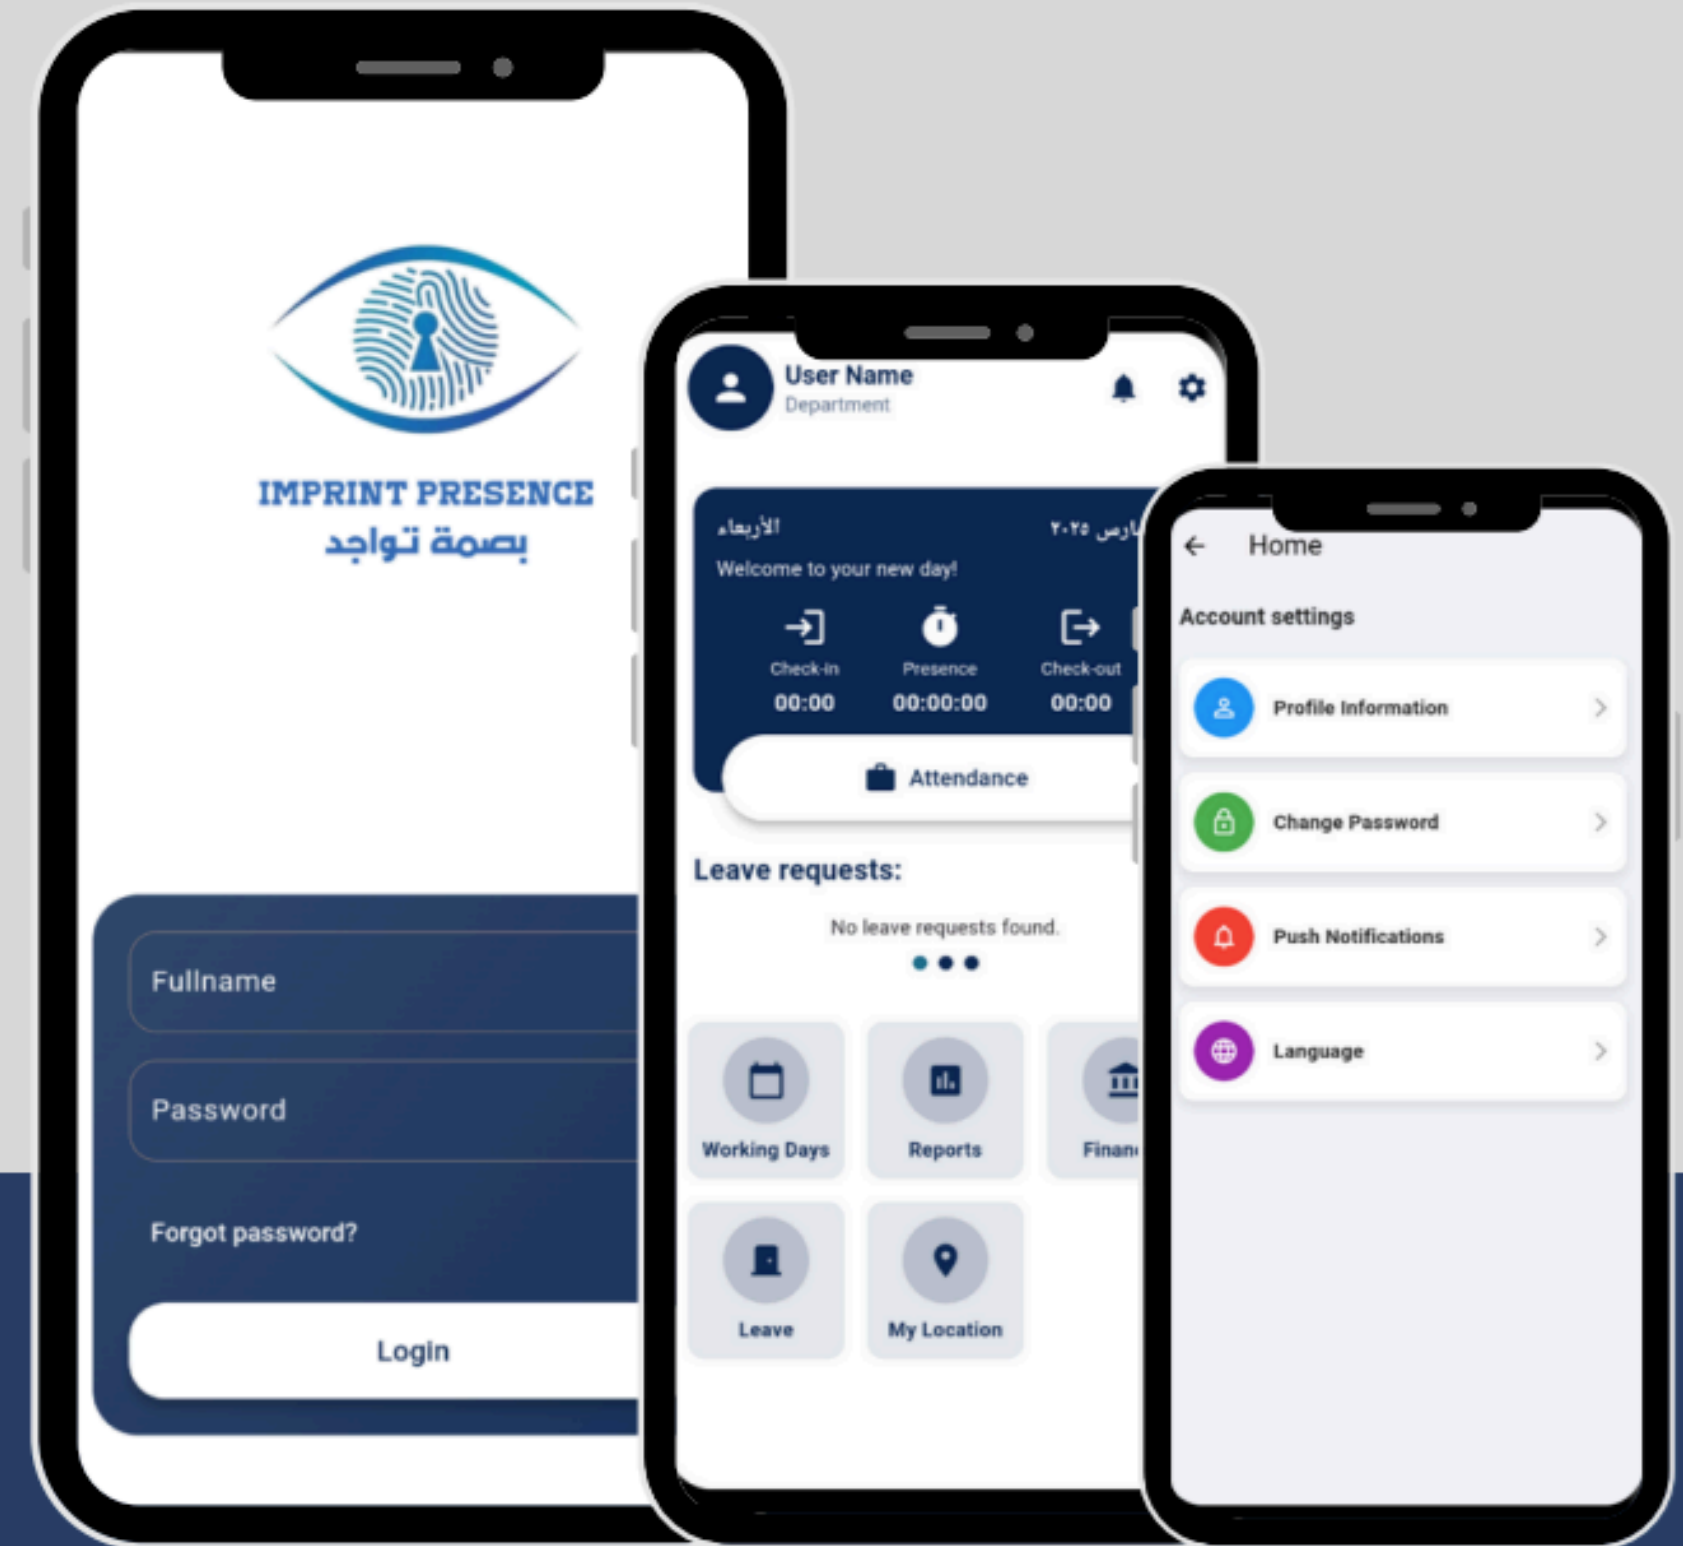 IMPRINT PRESENCE
بصمة تواجد
Fullname
Password
Forgot password?
Login
User Name
Department
الأربعاء
٢٠٢٥
Welcome to your new day!
Check-in Presence Check-out
00:00 00:00:00 00:00
Attendance
Leave requests:
No leave requests found.
Working Days Reports
Leave My Location
Home
Account settings
Profile Information
Change Password
Push Notifications
Language